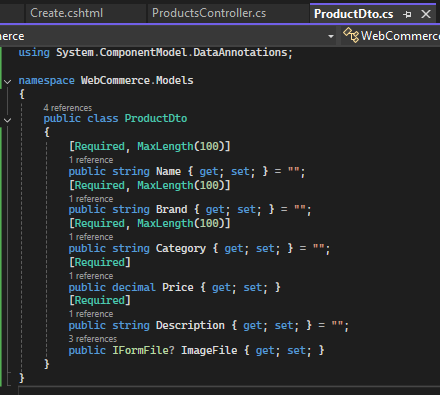 Create.cshtml ProductsController.cs ProductDto.cs
erce WebCommerce
using System.ComponentModel.DataAnnotations;
namespace WebCommerce.Models
{
4 references
public class ProductDto
{
[Required, MaxLength(100)]
1 reference
public string Name { get; set; } = "";
[Required, MaxLength(100)]
1 reference
public string Brand { get; set; } = "";
[Required, MaxLength(100)]
1 reference
public string Category { get; set; } = "";
[Required]
1 reference
public decimal Price { get; set; }
[Required]
1 reference
public string Description { get; set; } = "";
3 references
public IFormFile? ImageFile { get; set; }
}
}